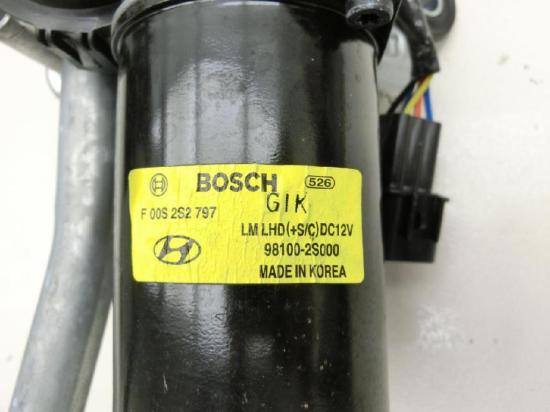 BOSCH 526
F 00S 2S2 797 GIK
LM LHD(+S/C)DC12V
98100-2S000
MADE IN KOREA